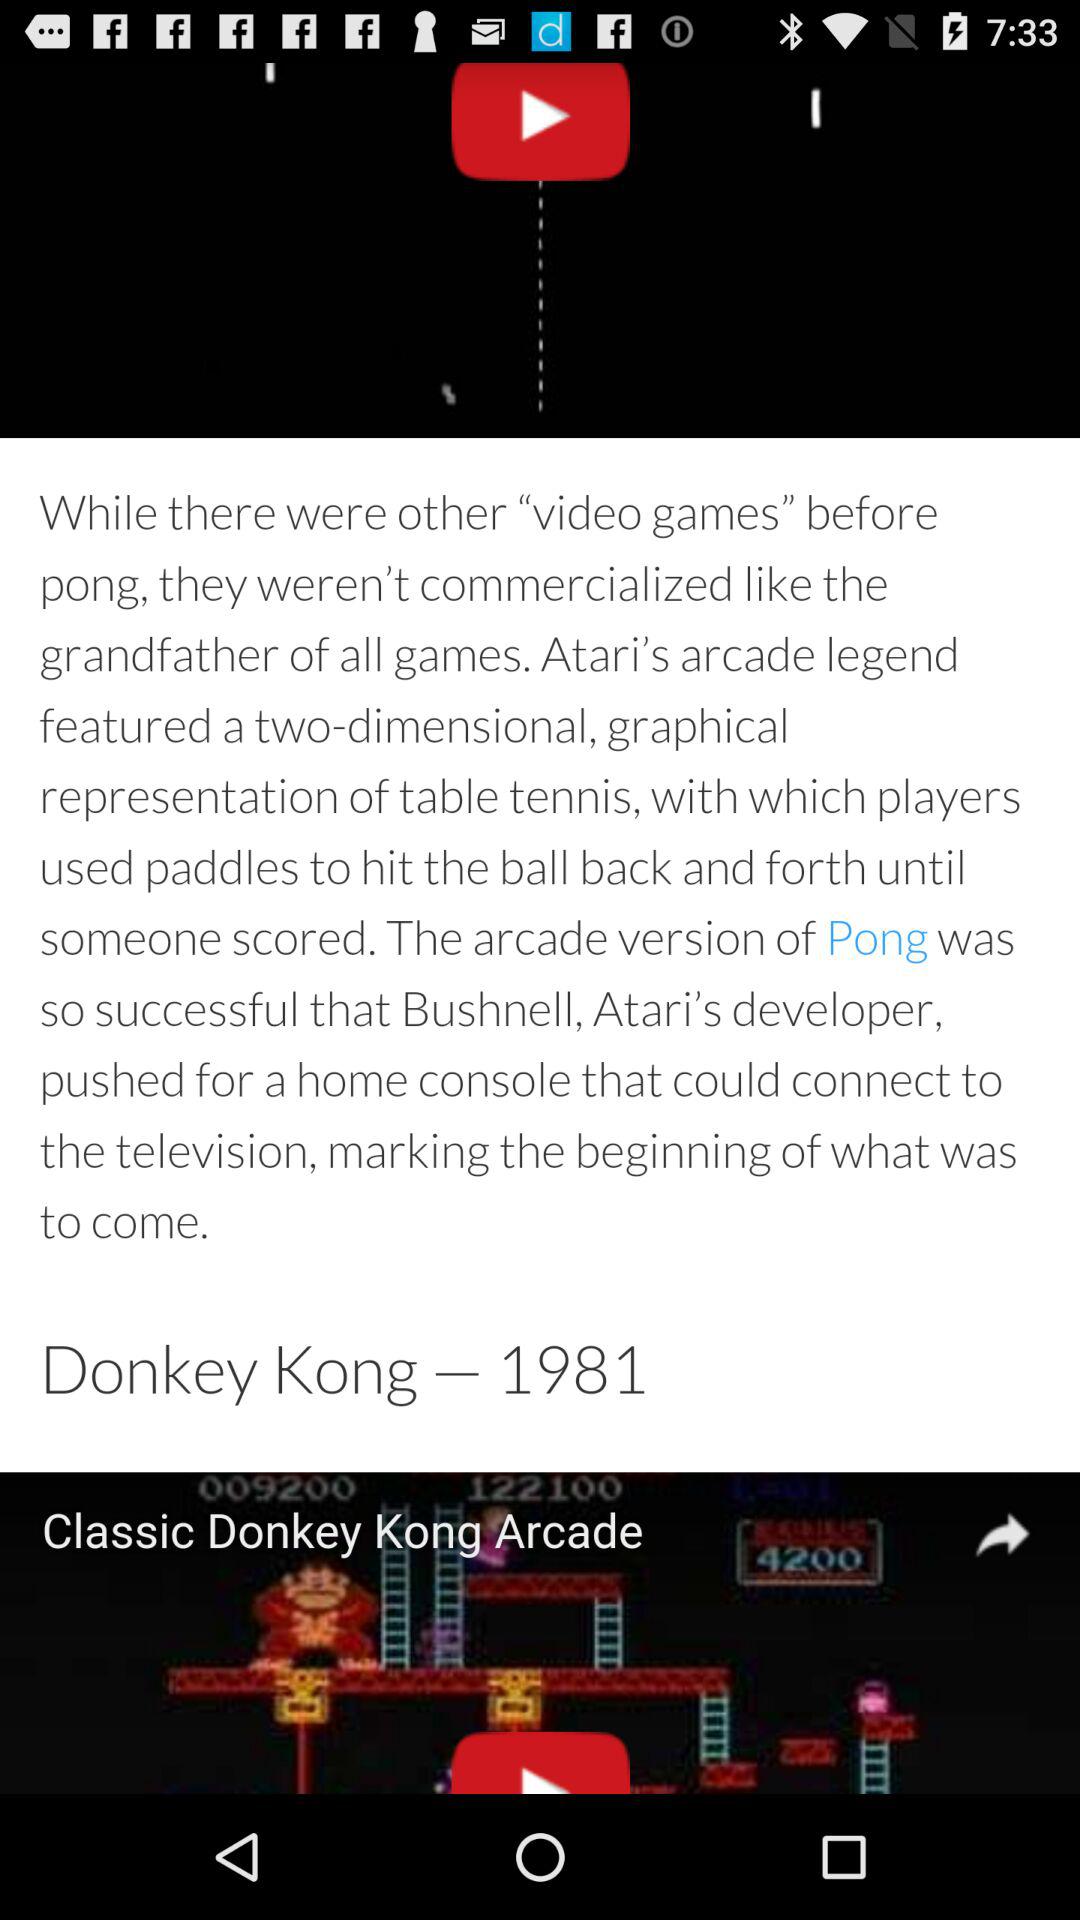 7:33
While there were other “video games” before
pong, they weren’t commercialized like the
grandfather of all games. Atari’s arcade legend
featured a two-dimensional, graphical
representation of table tennis, with which players
used paddles to hit the ball back and forth until
someone scored. The arcade version of Pong was
so successful that Bushnell, Atari’s developer,
pushed for a home console that could connect to
the television, marking the beginning of what was
to come.
Donkey Kong — 1981
009200 122100
Classic Donkey Kong Arcade
4200